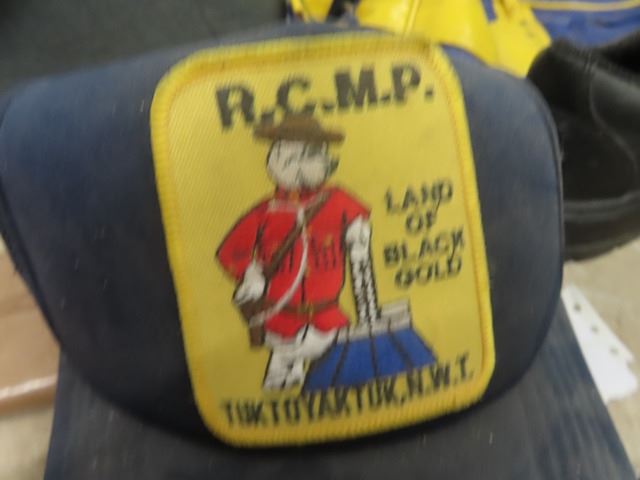 R.C.M.P.
LAND
OF
BLACK
GOLD
TUKTOYAKTUK, N.W.T.